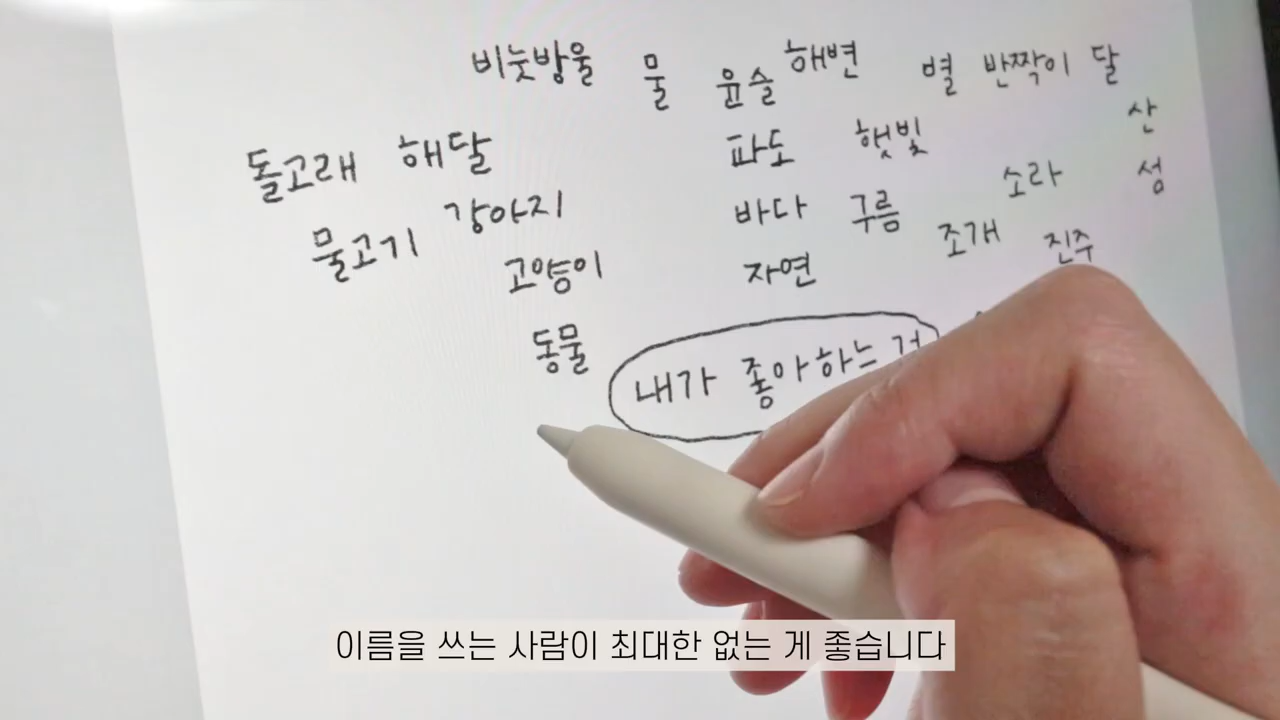 비눗방울 물 윤슬 해변 별 반짝이 달
돌고래 해달 파도 햇빛 산
물고기 강아지 바다 구름 소라 섬
고양이 자연 조개 진주
동물
내가 좋아하는
이름을 쓰는 사람이 최대한 없는 게 좋습니다